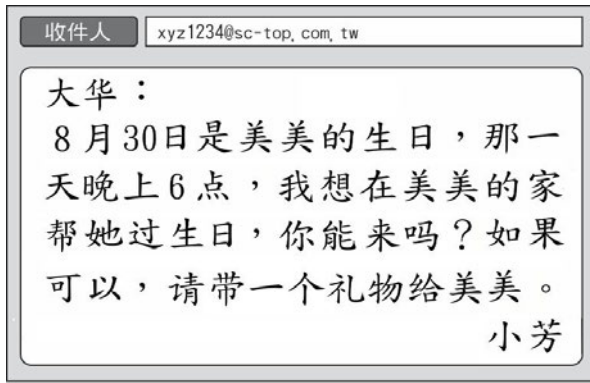 收件人 xyz1234@sc-top.com.tw
大华：
8月30日是美美的生日，那一
天晚上6点，我想在美美的家
帮她过生日，你能来吗？如果
可以，请带一个礼物给美美。
小芳